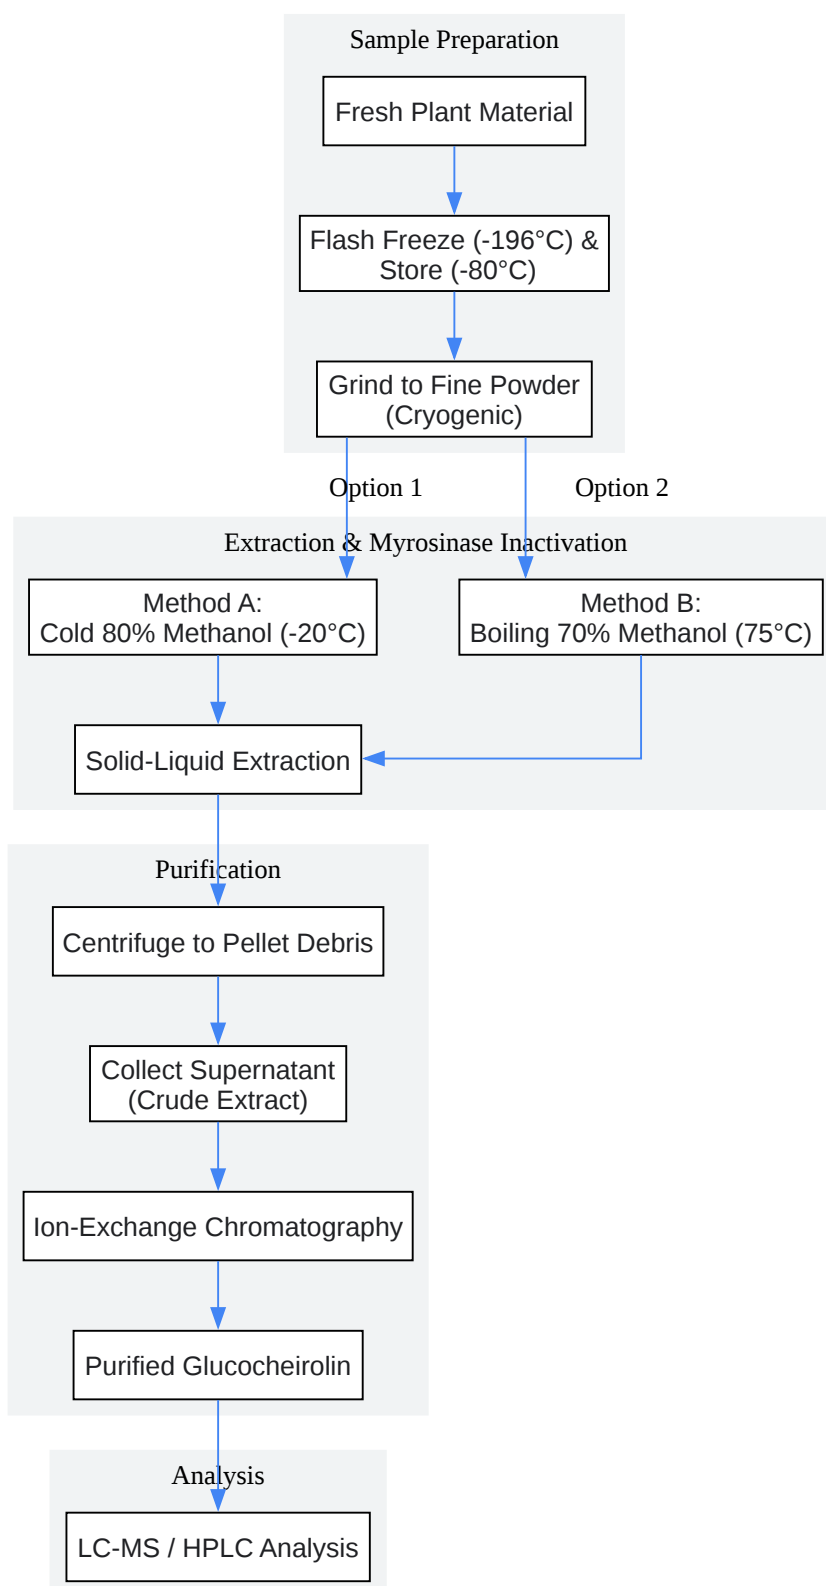 Sample Preparation
Fresh Plant Material
Flash Freeze (-196°C) &
Store (-80°C)
Grind to Fine Powder
(Cryogenic)
Option 1
Option 2
Extraction & Myrosinase Inactivation
Method A:
Cold 80% Methanol (-20°C)
Method B:
Boiling 70% Methanol (75°C)
Solid-Liquid Extraction
Purification
Centrifuge to Pellet Debris
Collect Supernatant
(Crude Extract)
Ion-Exchange Chromatography
Purified Glucocheirolin
Analysis
LC-MS / HPLC Analysis